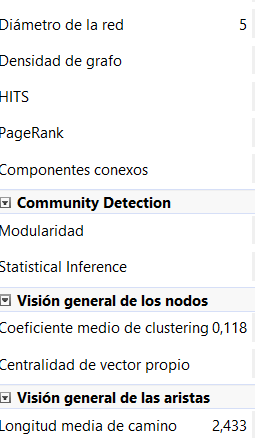 Diámetro de la red 5
Densidad de grafo
HITS
PageRank
Componentes conexos
Community Detection
Modularidad
Statistical Inference
Visión general de los nodos
Coeficiente medio de clustering 0,118
Centralidad de vector propio
Visión general de las aristas
Longitud media de camino 2,433